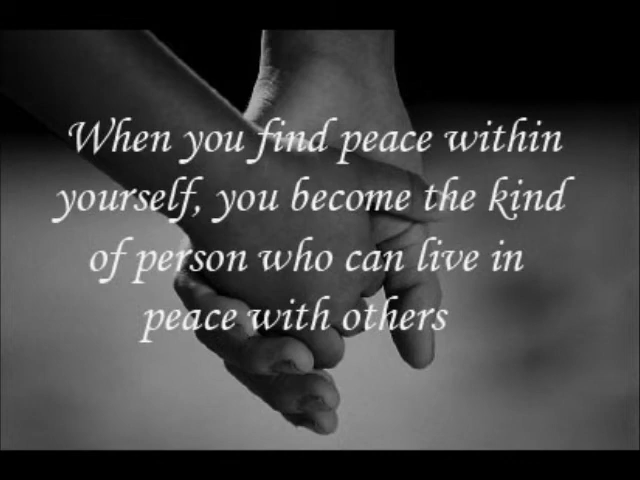 When you find peace within
yourself, you become the kind
of person who can live in
peace with others